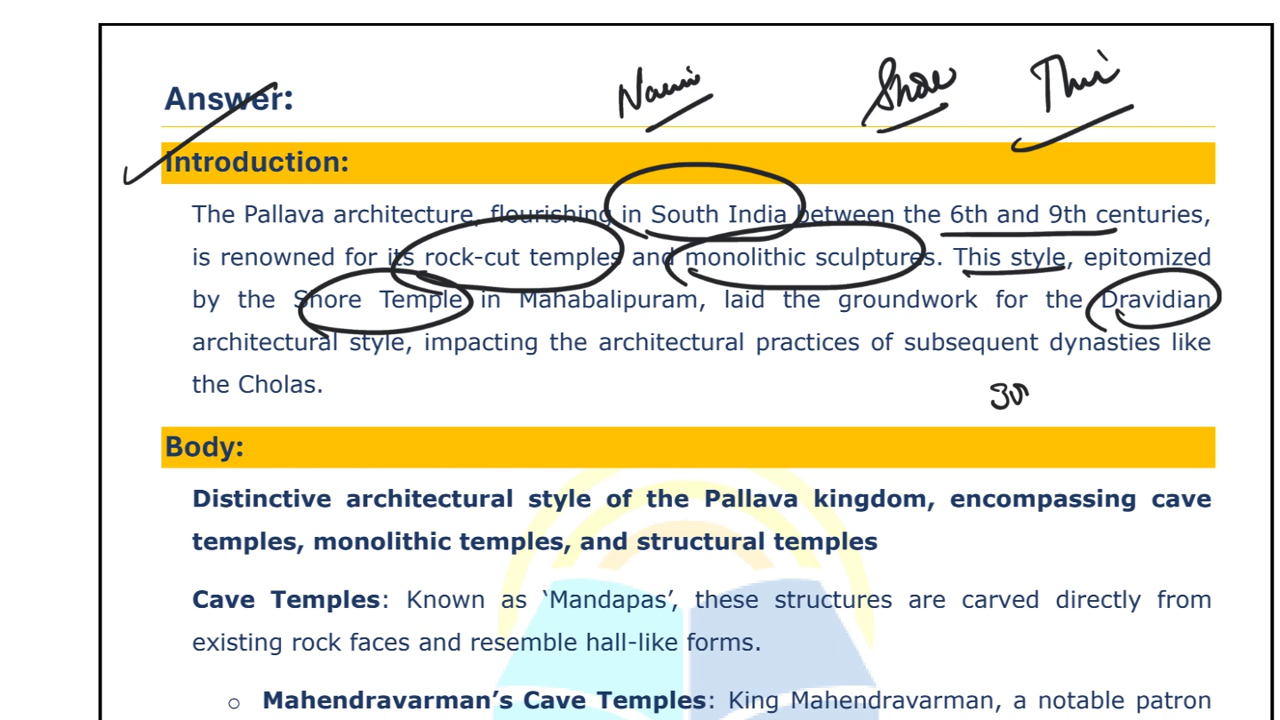 Answer:
Shore
Introduction:
The Pallava architecture, flourishing in South India between the 6th and 9th centuries,
is renowned for its rock-cut temples and monolithic sculptures. This style, epitomized
by the Shore Temple in Mahabalipuram, laid the groundwork for the Dravidian
architectural style, impacting the architectural practices of subsequent dynasties like
the Cholas.
Body:
Distinctive architectural style of the Pallava kingdom, encompassing cave
temples, monolithic temples, and structural temples
Cave Temples: Known as ‘Mandapas’, these structures are carved directly from
existing rock faces and resemble hall-like forms.
o Mahendravarman’s Cave Temples: King Mahendravarman, a notable patron